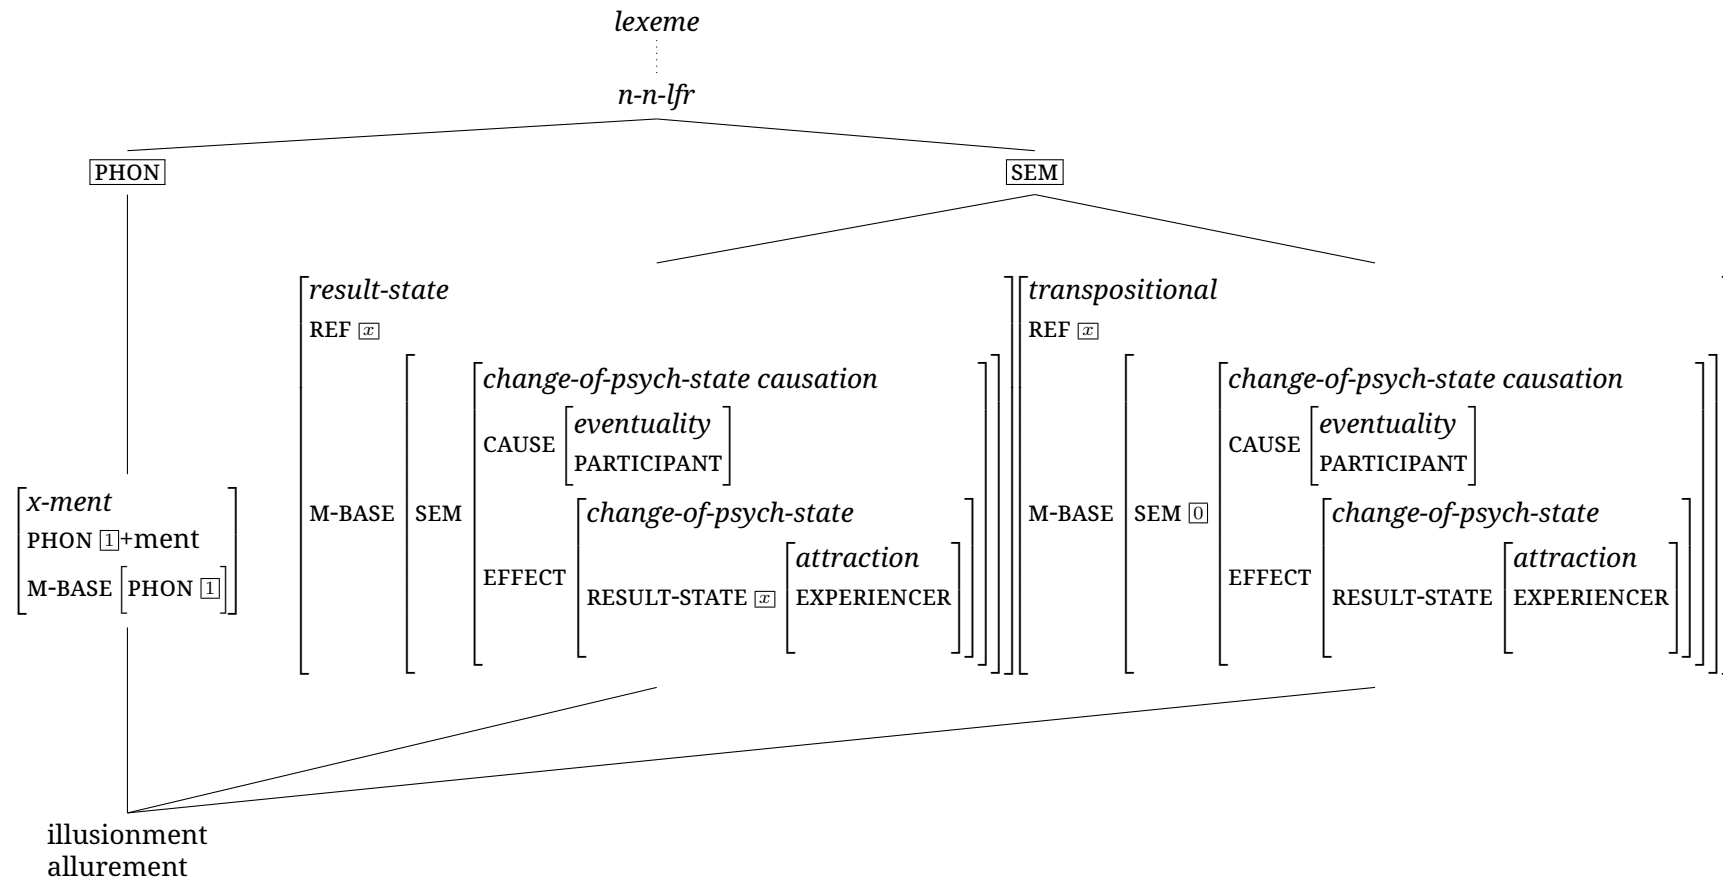 lexeme
n-n-lfr
PHON
SEM
x-ment
PHON 1+ment
M-BASE [PHON 1]
result-state
REF x
M-BASE
SEM
change-of-psych-state causation
CAUSE
eventuality
PARTICIPANT
EFFECT
change-of-psych-state
RESULT-STATE x
attraction
EXPERIENCER
transpositional
REF x
M-BASE
SEM 0
change-of-psych-state causation
CAUSE
eventuality
PARTICIPANT
EFFECT
change-of-psych-state
RESULT-STATE
attraction
EXPERIENCER
illusionment
allurement